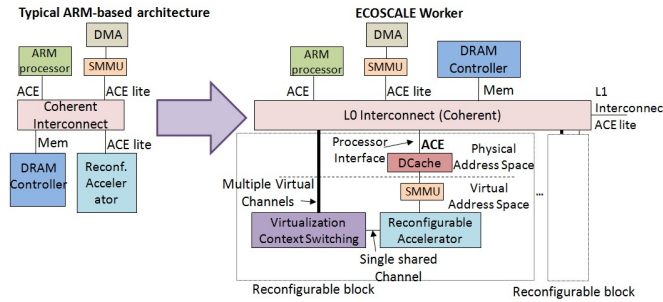 Typical ARM-based architecture
DMA
ARM
processor
SMMU
ACE
ACE lite
Coherent
Interconnect
Mem
ACE lite
DRAM
Controller
Reconf.
Acceler
ator
ECOSCALE Worker
DMA
ARM
processor
SMMU
DRAM
Controller
ACE
ACE lite
Mem
L1
Interconnec
ACE lite
L0 Interconnect (Coherent)
Processor
Interface
ACE
Physical
Address Space
DCache
SMMU
Virtual
Address Space
...
Multiple Virtual
Channels
Virtualization
Context Switching
Reconfigurable
Accelerator
Single shared
Channel
Reconfigurable block
Reconfigurable block